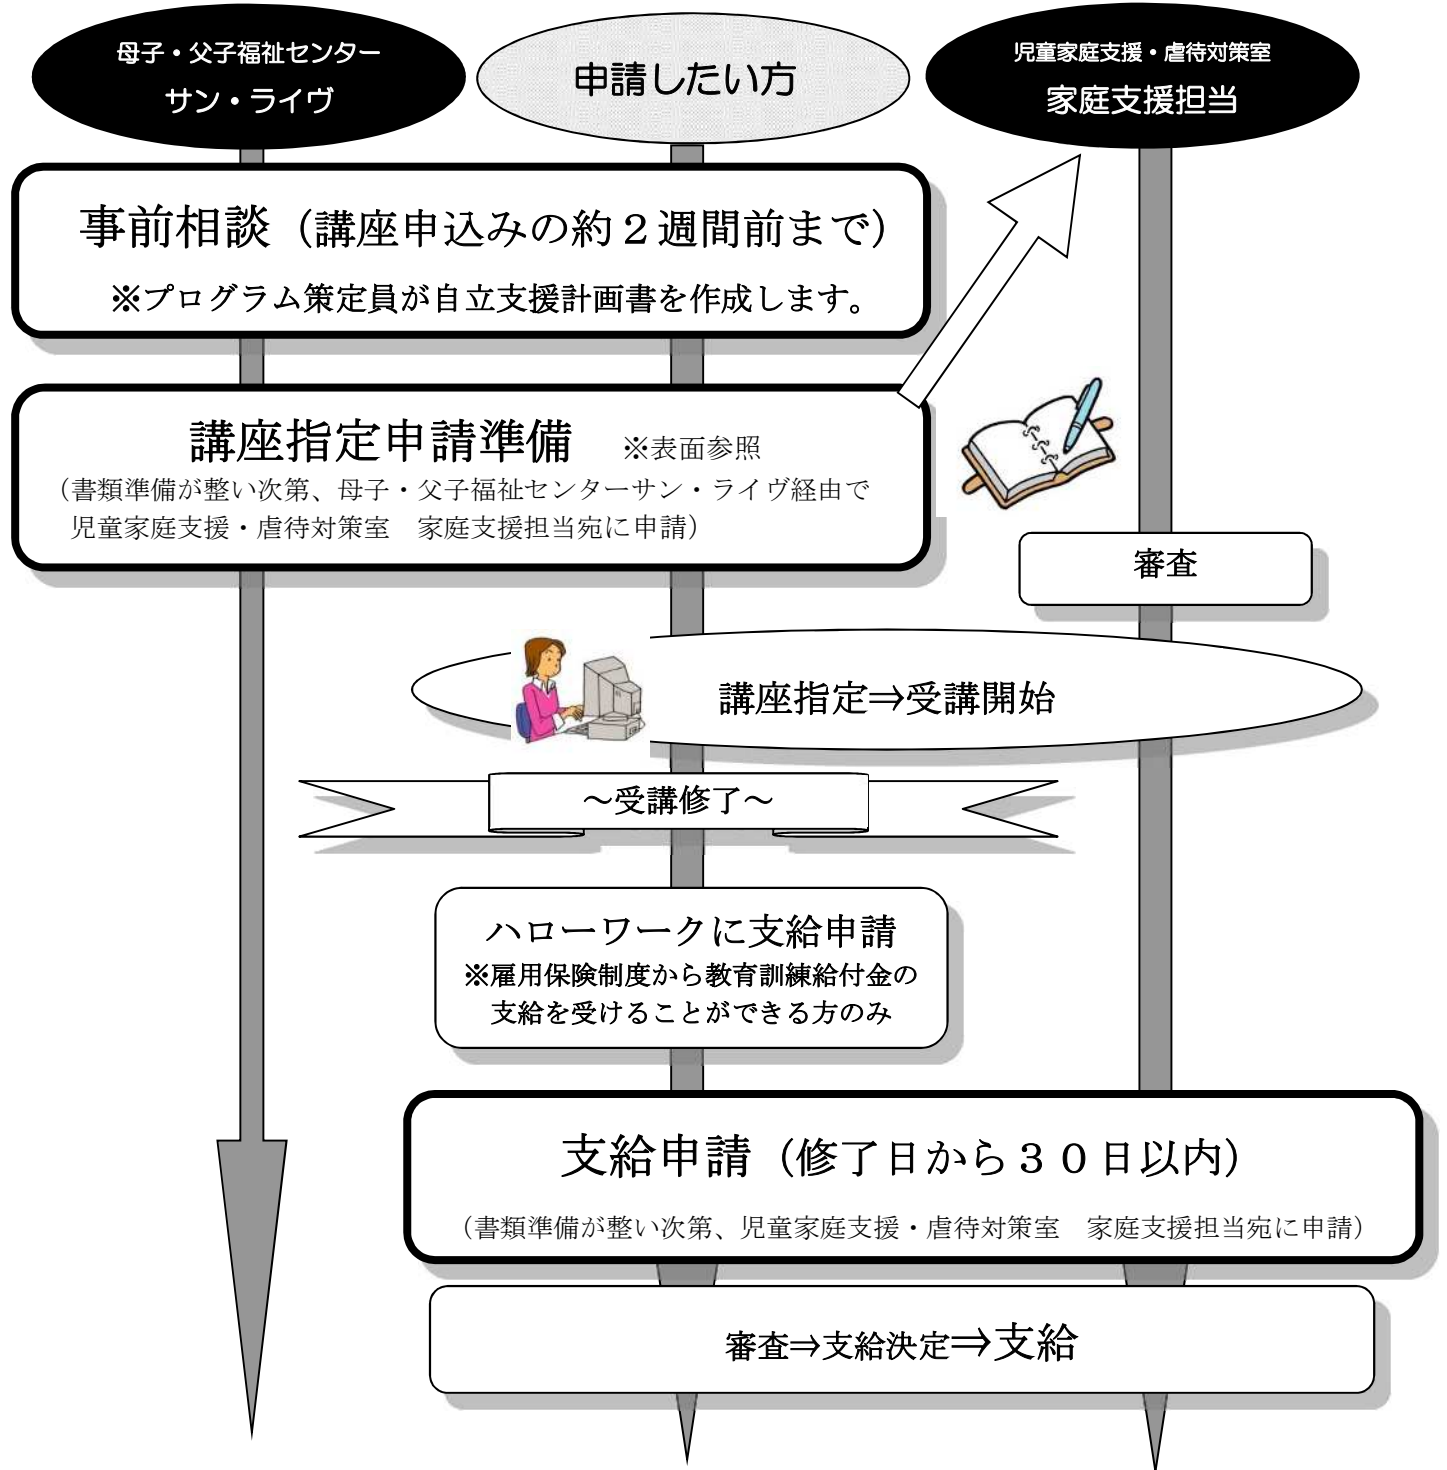 母子・父子福祉センター
サン・ライヴ
申請したい方
児童家庭支援・虐待対策室
家庭支援担当
事前相談（講座申込みの約２週間前まで）
※プログラム策定員が自立支援計画書を作成します。
講座指定申請準備　※表面参照
（書類準備が整い次第、母子・父子福祉センターサン・ライヴ経由で
児童家庭支援・虐待対策室　家庭支援担当宛に申請）
審査
講座指定⇒受講開始
～受講修了～
ハローワークに支給申請
※雇用保険制度から教育訓練給付金の
支給を受けることができる方のみ
支給申請（修了日から３０日以内）
（書類準備が整い次第、児童家庭支援・虐待対策室　家庭支援担当宛に申請）
審査⇒支給決定⇒支給